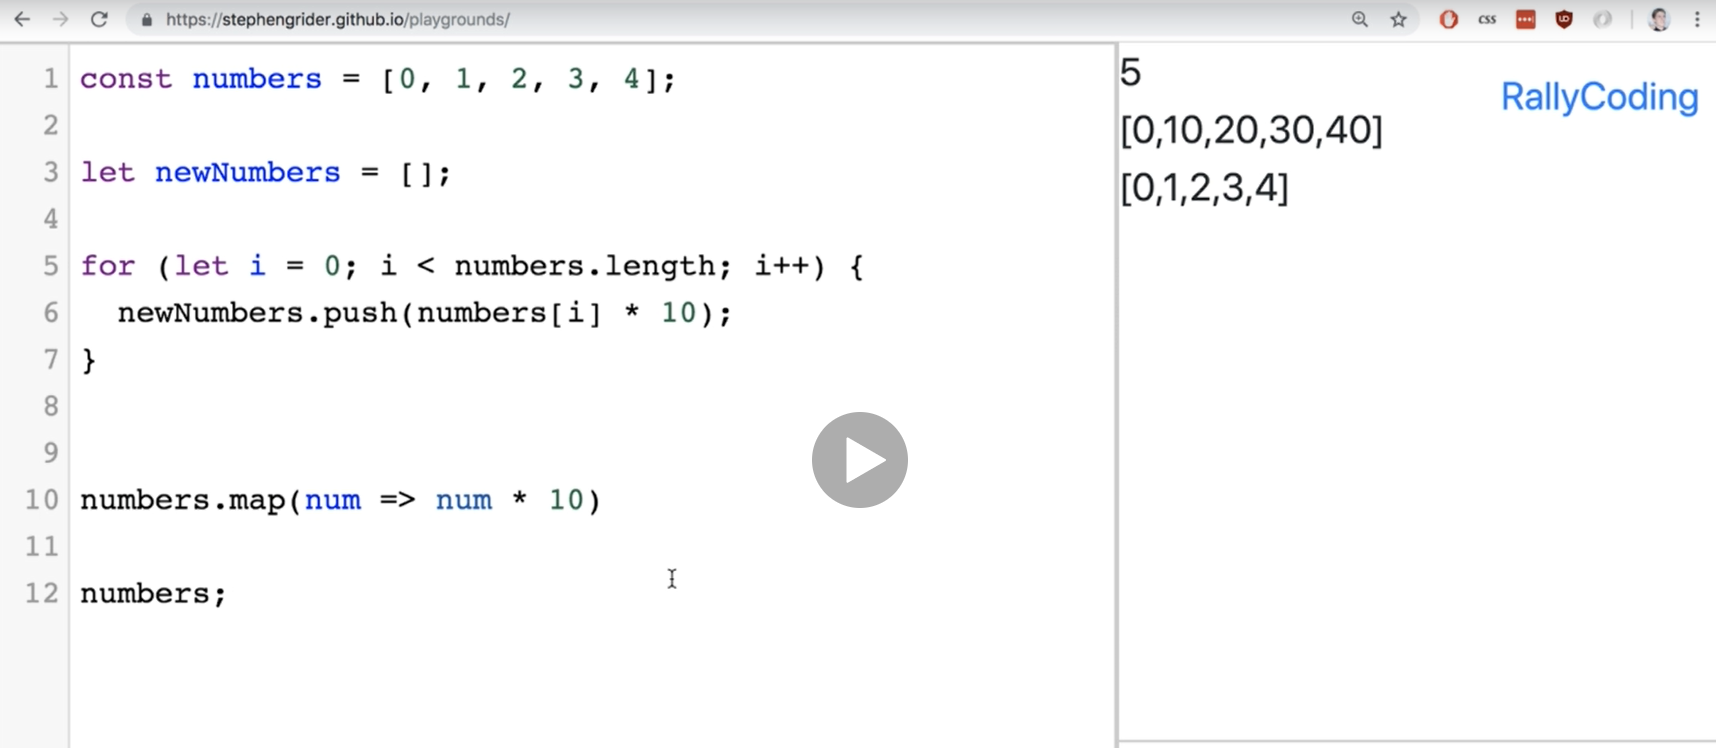 https://stephengrider.github.io/playgrounds/
css
1 const numbers = [0, 1, 2, 3, 4];
2
3 let newNumbers = [];
4
5 for (let i = 0; i < numbers.length; i++) {
6 newNumbers.push(numbers[i] * 10);
7 }
8
9
10 numbers.map(num => num * 10)
11
12 numbers;
5
RallyCoding
[0,10,20,30,40]
[0,1,2,3,4]